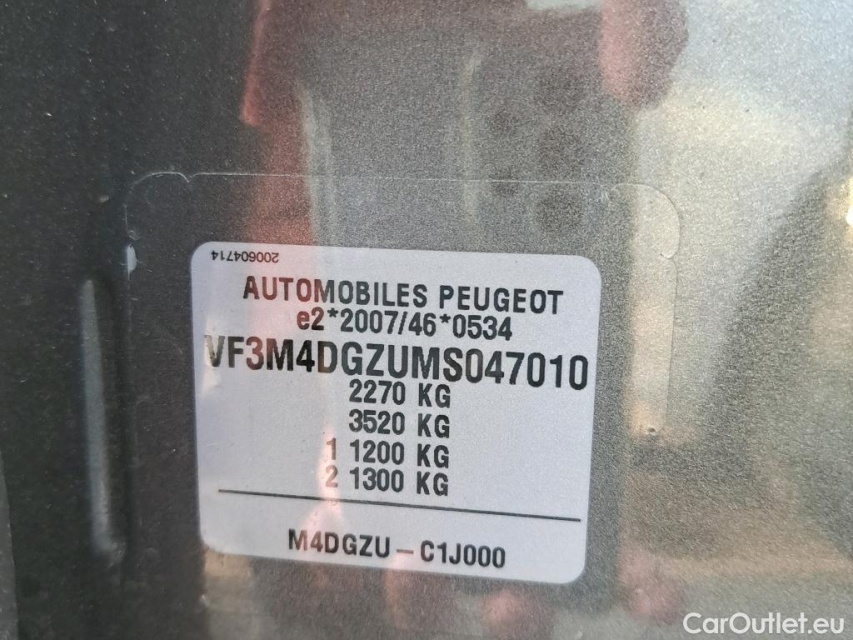 200604714
AUTOMOBILES PEUGEOT
e2*2007/46*0534
VF3M4DGZUMS047010
2270 KG
3520 KG
1 1200 KG
2 1300 KG
M4DGZU – C1J000
CarOutlet.eu